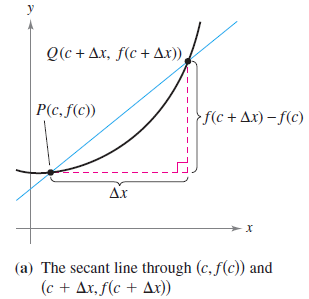 y
Q(c + Δx, f(c + Δx))
P(c, f(c))
f(c + Δx) − f(c)
Δx
x
(a) The secant line through (c, f(c)) and
(c + Δx, f(c + Δx))